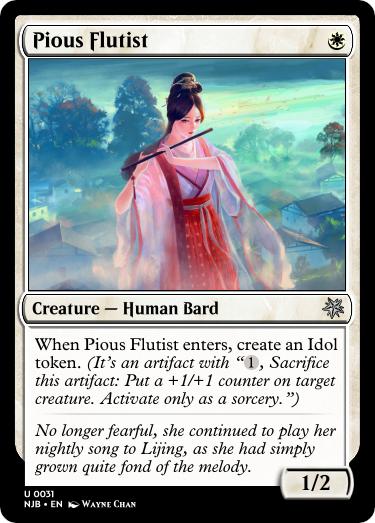 Pious Flutist
Creature — Human Bard
When Pious Flutist enters, create an Idol
token. (It's an artifact with “1, Sacrifice
this artifact: Put a +1/+1 counter on target
creature. Activate only as a sorcery.”)
No longer fearful, she continued to play her
nightly song to Lijing, as she had simply
grown quite fond of the melody.
1/2
U 0031
NJB • EN Wayne Chan